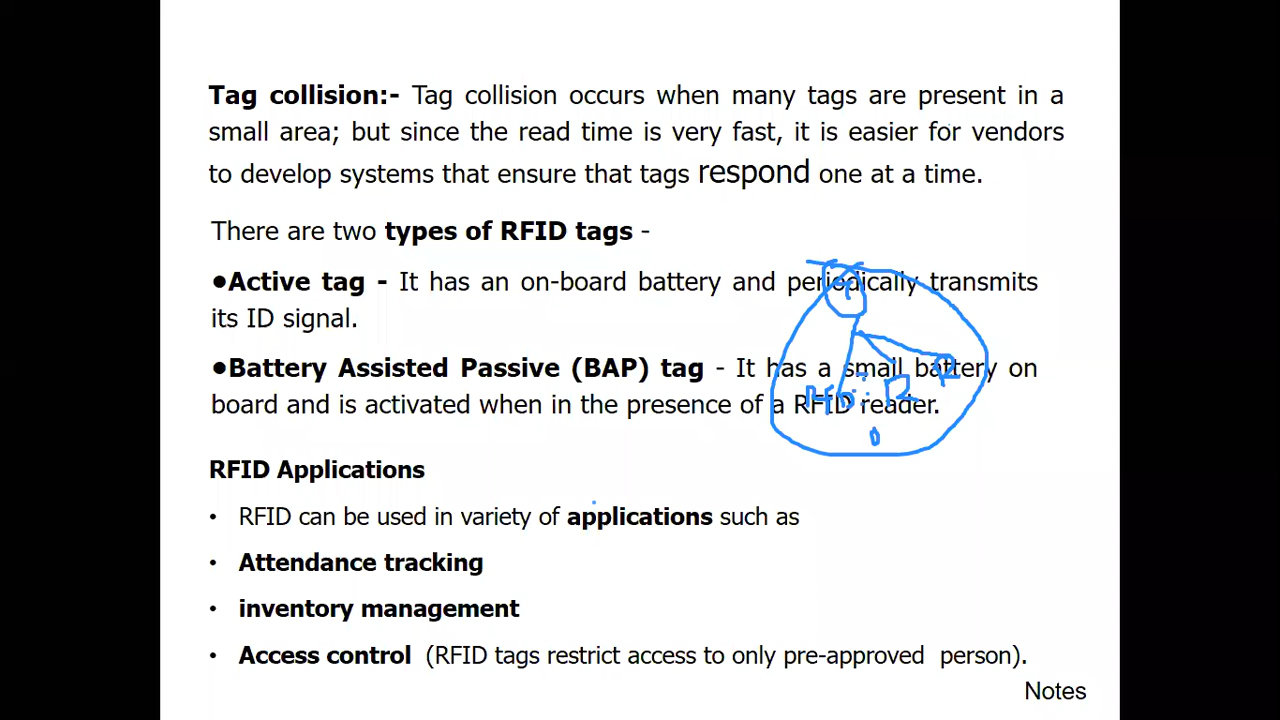 Tag collision:- Tag collision occurs when many tags are present in a
small area; but since the read time is very fast, it is easier for vendors
to develop systems that ensure that tags respond one at a time.
There are two types of RFID tags -
●Active tag - It has an on-board battery and periodically transmits
its ID signal.
●Battery Assisted Passive (BAP) tag - It has a small battery on
board and is activated when in the presence of a RFID reader.
RFID Applications
• RFID can be used in variety of applications such as
• Attendance tracking
• inventory management
• Access control (RFID tags restrict access to only pre-approved person).
Notes